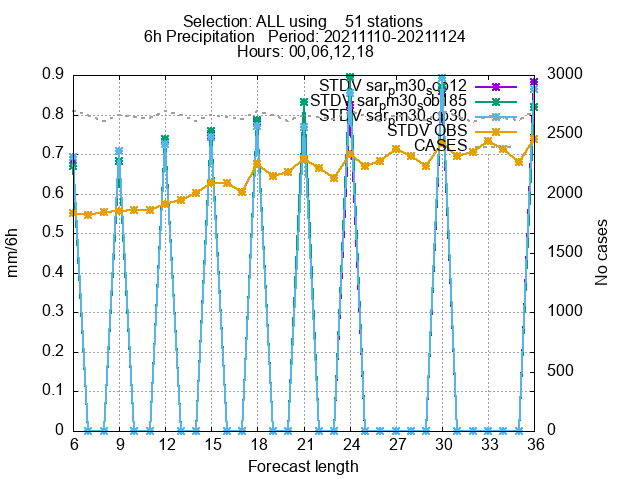 Selection: ALL using 51 stations
6h Precipitation Period: 20211110-20211124
Hours: 00,06,12,18
0.9 3000
STDV sar_pm30_sop12
STDV sar_pm30_sob185
0.8 STDV sar_pm30_sop30 2500
STDV OBS
0.7 CASES
0.6 2000
0.5 1500
mm/6h
No cases
0.4
0.3 1000
0.2 500
0.1
0 0
6 9 12 15 18 21 24 27 30 33 36
Forecast length